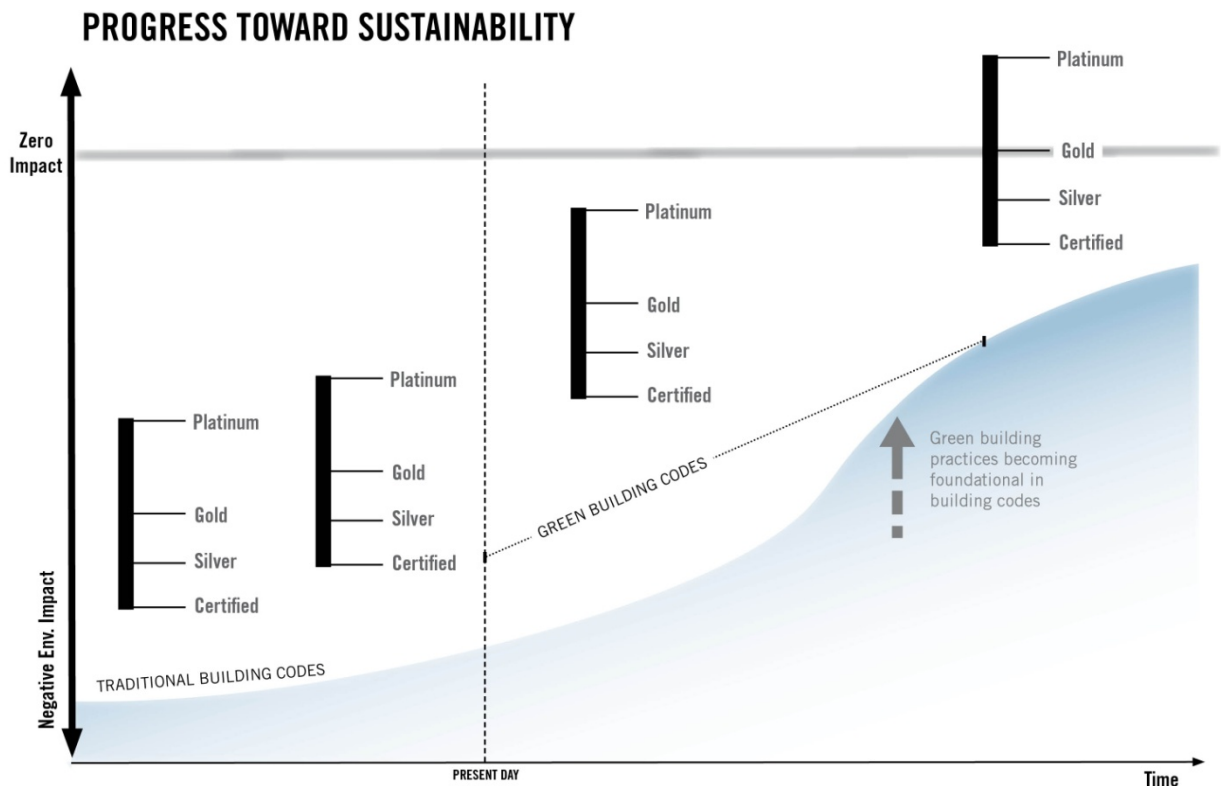 PROGRESS TOWARD SUSTAINABILITY
Zero
Impact
Negative Env. Impact
Platinum
Gold
Silver
Certified
Platinum
Gold
Silver
Certified
Platinum
Gold
Silver
Certified
Platinum
Gold
Silver
Certified
TRADITIONAL BUILDING CODES
GREEN BUILDING CODES
Green building
practices becoming
foundational in
building codes
PRESENT DAY
Time